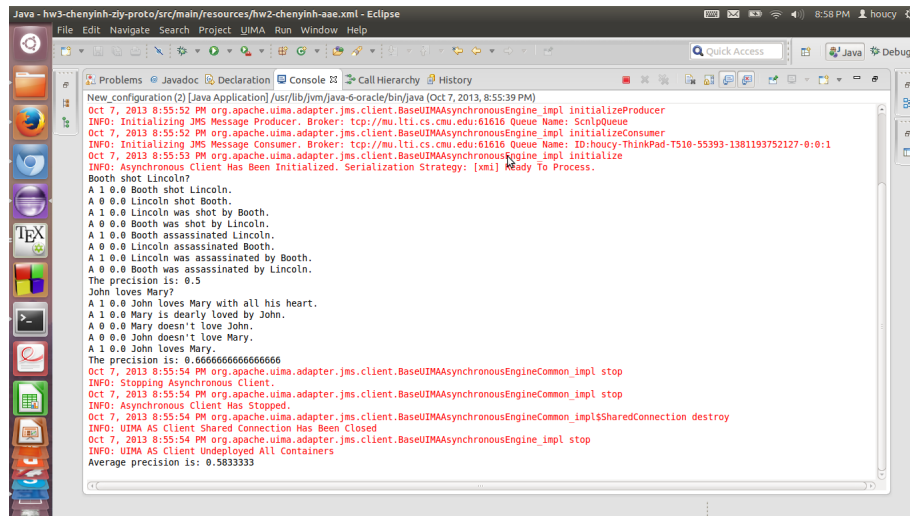 Java - hw3-chenyinh-ziy-proto/src/main/resources/hw2-chenyinh-aae.xml - Eclipse
8:58 PM houcy
File Edit Navigate Search Project UIMA Run Window Help
Quick Access
Java
Debug
Problems @ Javadoc Declaration Console Call Hierarchy History
New_configuration (2) [Java Application] /usr/lib/jvm/java-6-oracle/bin/java (Oct 7, 2013, 8:55:39 PM)
Oct 7, 2013 8:55:52 PM org.apache.uima.adapter.jms.client.BaseUIMAAsynchronousEngine_impl initializeProducer
INFO: Initializing JMS Message Producer. Broker: tcp://mu.lti.cs.cmu.edu:61616 Queue Name: ScnlpQueue
Oct 7, 2013 8:55:52 PM org.apache.uima.adapter.jms.client.BaseUIMAAsynchronousEngine_impl initializeConsumer
INFO: Initializing JMS Message Consumer. Broker: tcp://mu.lti.cs.cmu.edu:61616 Queue Name: ID:houcy-ThinkPad-T510-55393-1381193752127-0:0:1
Oct 7, 2013 8:55:53 PM org.apache.uima.adapter.jms.client.BaseUIMAAsynchronousEngine_impl initialize
INFO: Asynchronous Client Has Been Initialized. Serialization Strategy: [xmi] Ready To Process.
Booth shot Lincoln?
A 1 0.0 Booth shot Lincoln.
A 0 0.0 Lincoln shot Booth.
A 1 0.0 Lincoln was shot by Booth.
A 0 0.0 Booth was shot by Lincoln.
A 1 0.0 Booth assassinated Lincoln.
A 0 0.0 Lincoln assassinated Booth.
A 1 0.0 Lincoln was assassinated by Booth.
A 0 0.0 Booth was assassinated by Lincoln.
The precision is: 0.5
John loves Mary?
A 1 0.0 John loves Mary with all his heart.
A 1 0.0 Mary is dearly loved by John.
A 0 0.0 Mary doesn't love John.
A 0 0.0 John doesn't love Mary.
A 1 0.0 John loves Mary.
The precision is: 0.6666666666666666
Oct 7, 2013 8:55:54 PM org.apache.uima.adapter.jms.client.BaseUIMAAsynchronousEngineCommon_impl stop
INFO: Stopping Asynchronous Client.
Oct 7, 2013 8:55:54 PM org.apache.uima.adapter.jms.client.BaseUIMAAsynchronousEngineCommon_impl stop
INFO: Asynchronous Client Has Stopped.
Oct 7, 2013 8:55:54 PM org.apache.uima.adapter.jms.client.BaseUIMAAsynchronousEngineCommon_impl$SharedConnection destroy
INFO: UIMA AS Client Shared Connection Has Been Closed
Oct 7, 2013 8:55:54 PM org.apache.uima.adapter.jms.client.BaseUIMAAsynchronousEngine_impl stop
INFO: UIMA AS Client Undeployed All Containers
Average precision is: 0.5833333
TEX